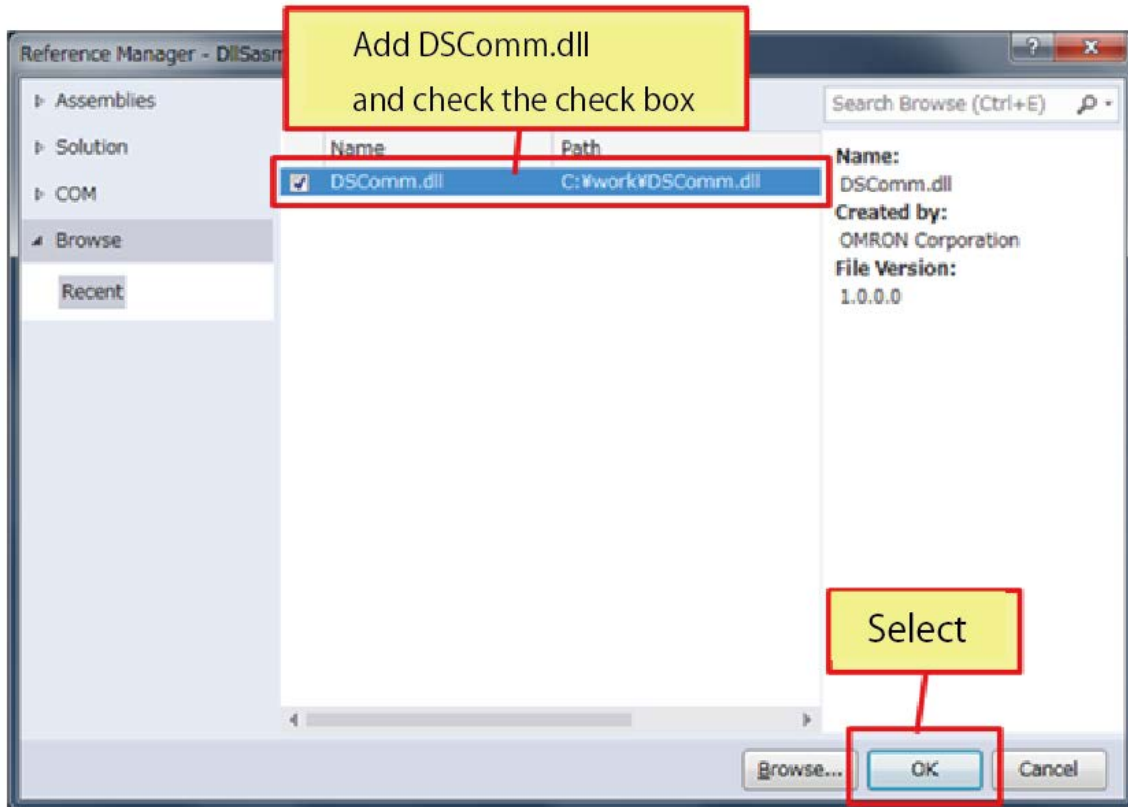 Reference Manager - DllSasm
Add DSComm.dll
and check the check box
Assemblies
Solution
COM
Browse
Recent
Name Path
DSComm.dll C:¥work¥DSComm.dll
Search Browse (Ctrl+E)
Name:
DSComm.dll
Created by:
OMRON Corporation
File Version:
1.0.0.0
Select
Browse... OK Cancel